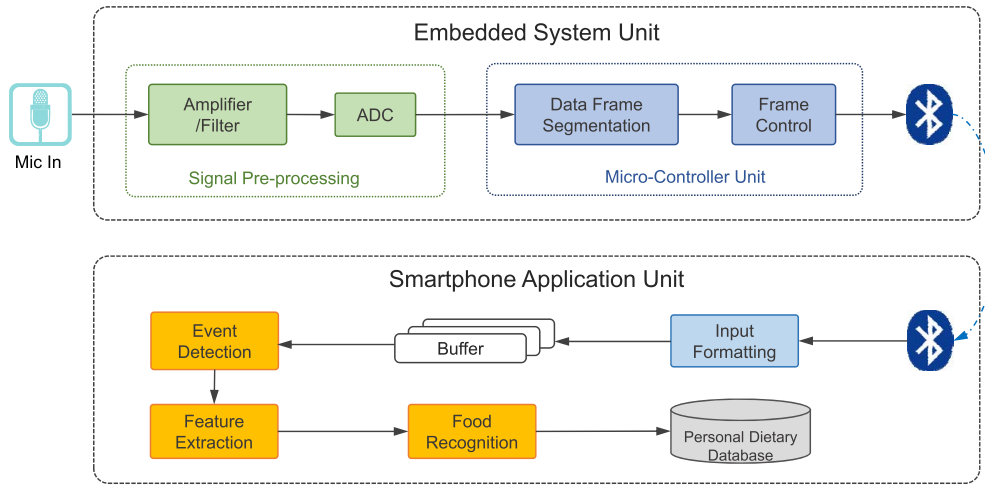 Embedded System Unit
Mic In
Amplifier
/Filter
ADC
Signal Pre-processing
Data Frame
Segmentation
Frame
Control
Micro-Controller Unit
Smartphone Application Unit
Event
Detection
Buffer
Input
Formatting
Feature
Extraction
Food
Recognition
Personal Dietary
Database